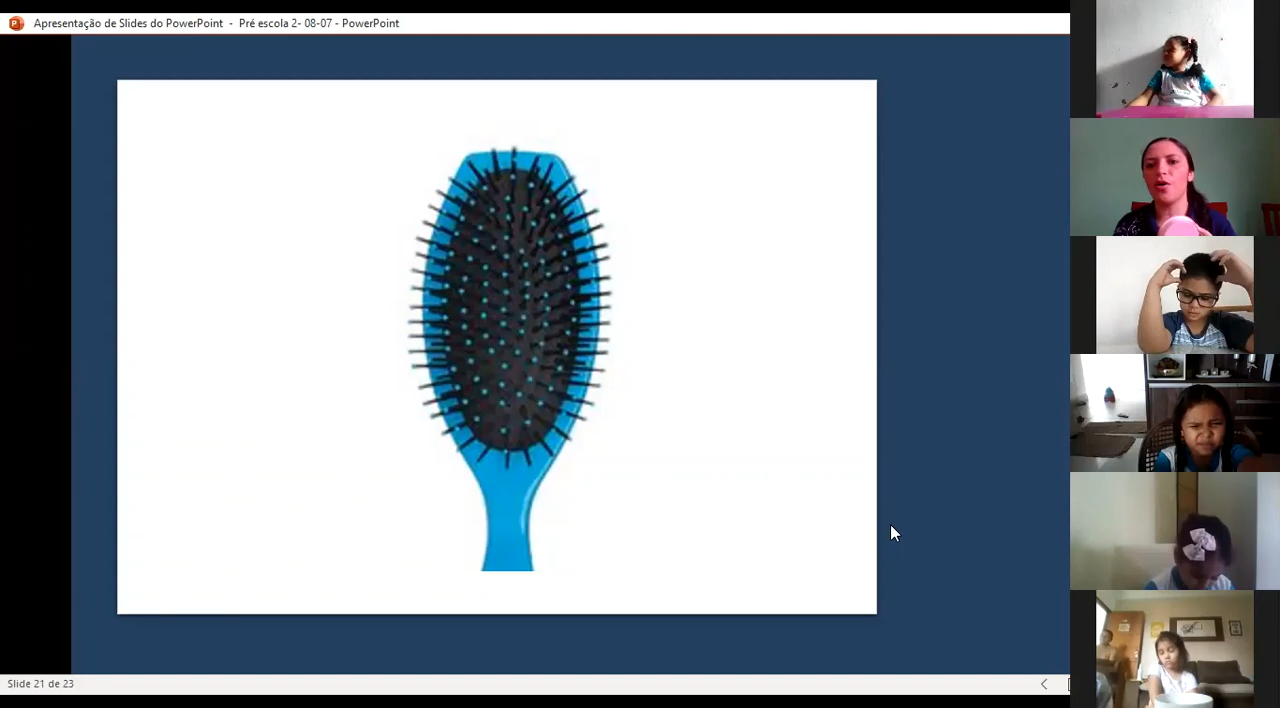 Apresentação de Slides do PowerPoint - Pré escola 2- 08-07 - PowerPoint
Slide 21 de 23